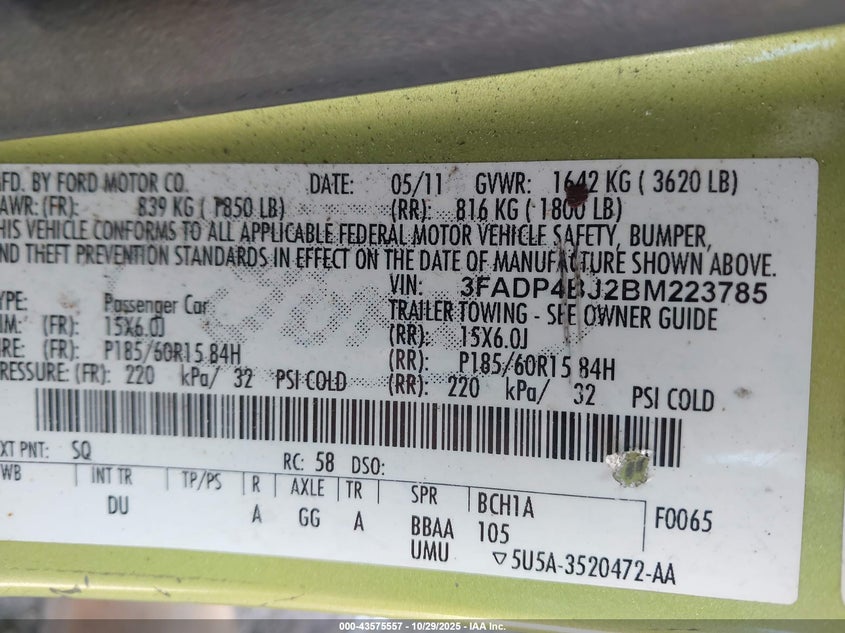 MFD. BY FORD MOTOR CO. DATE: 05/11 GVWR: 1642 KG ( 3620 LB)
AWR: (FR): 839 KG ( 1850 LB) (RR): 816 KG ( 1800 LB)
HIS VEHICLE CONFORMS TO ALL APPLICABLE FEDERAL MOTOR VEHICLE SAFETY, BUMPER,
ND THEFT PREVENTION STANDARDS IN EFFECT ON THE DATE OF MANUFACTURE SHOWN ABOVE.
VIN: 3FADP4BJ2BM223785
YPE: Passenger Car TRAILER TOWING - SEE OWNER GUIDE
IM: (FR): 15X6.0J (RR): 15X6.0J
IRE: (FR): P185/60R15 84H (RR): P185/60R15 84H
RESSURE: (FR): 220 kPa/ 32 PSI COLD (RR): 220 kPa/ 32 PSI COLD
XT PNT: SQ RC: 58 DSO:
WB INT TR TP/PS R AXLE TR SPR BCH1A F0065
DU A GG A BBAA 105
UMU ▽5U5A-3520472-AA
000-43575557 - 10/29/2025 - IAA Inc.